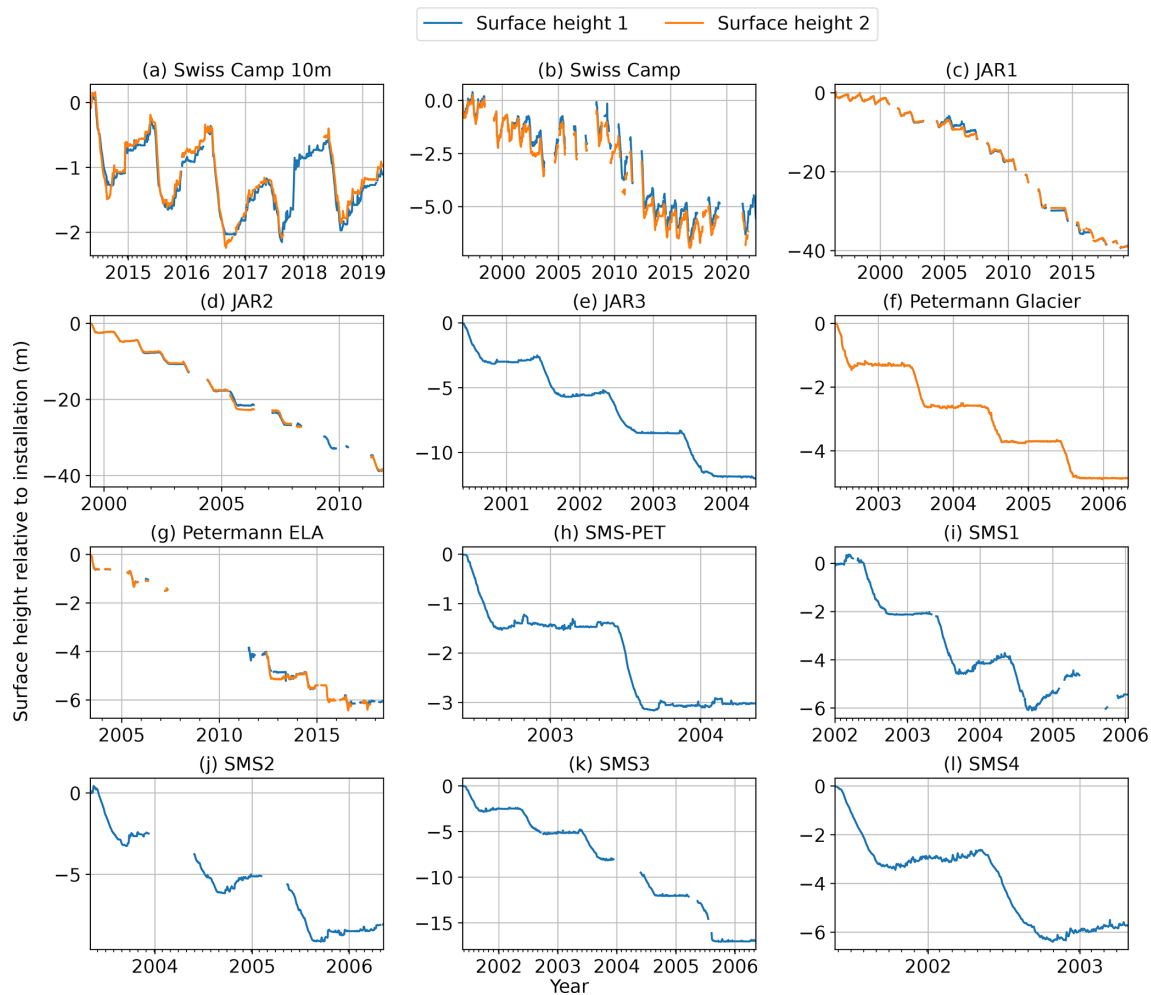 Surface height 1 Surface height 2
(a) Swiss Camp 10m (b) Swiss Camp (c) JAR1
0 −1 −2
2015 2016 2017 2018 2019
0.0 −2.5 −5.0
2000 2005 2010 2015 2020
0 −20 −40
2000 2005 2010 2015
(d) JAR2 (e) JAR3 (f) Petermann Glacier
0 −20 −40
2000 2005 2010
0 −5 −10
2001 2002 2003 2004
0 −2 −4
2003 2004 2005 2006
Surface height relative to installation (m)
(g) Petermann ELA (h) SMS-PET (i) SMS1
0 −2 −4 −6
2005 2010 2015
0 −1 −2 −3
2003 2004
0 −2 −4 −6
2002 2003 2004 2005 2006
(j) SMS2 (k) SMS3 (l) SMS4
0 −5
2004 2005 2006
0 −5 −10 −15
2002 2003 2004 2005 2006
0 −2 −4 −6
2002 2003
Year